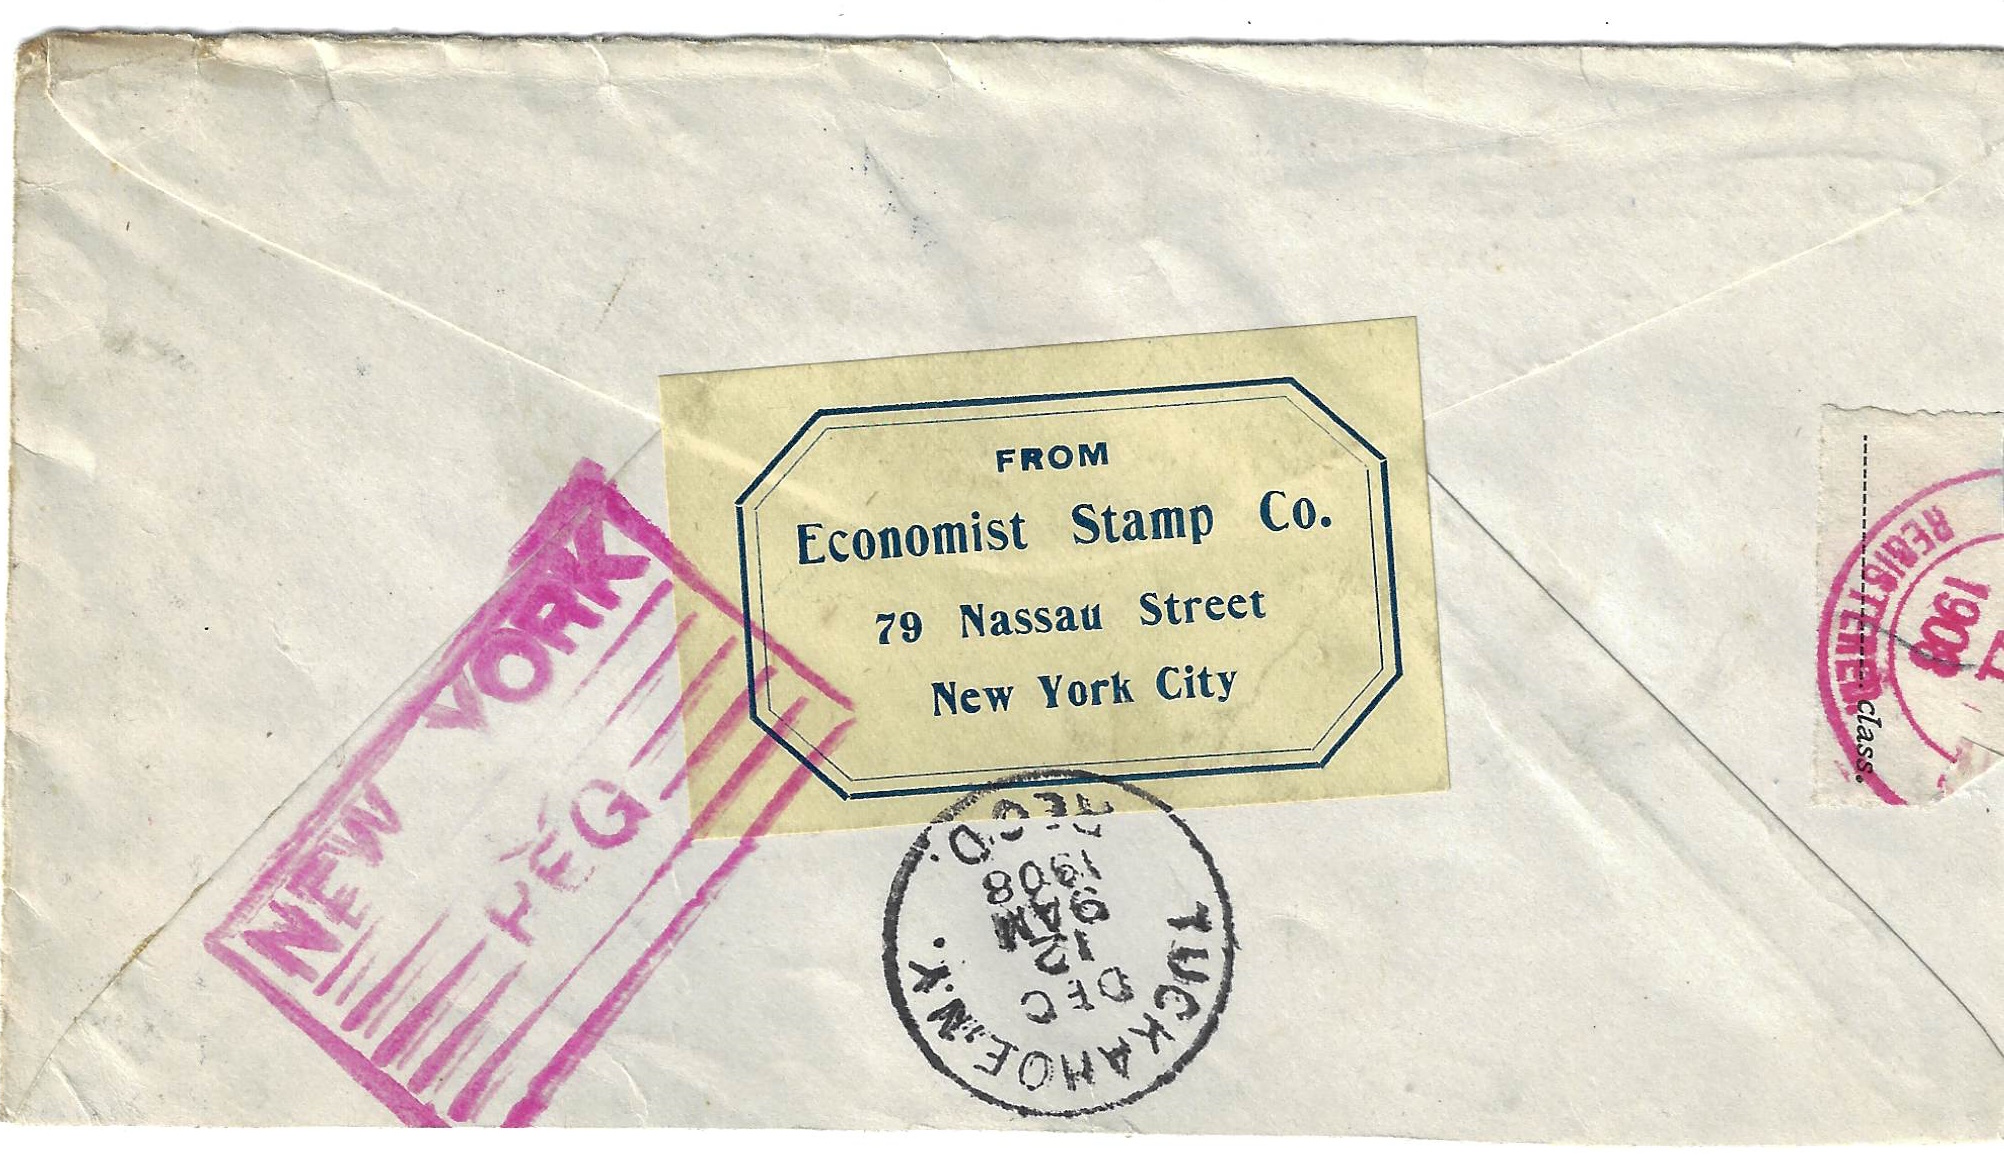 FROM
Economist Stamp Co.
79 Nassau Street
New York City
NEW YORK
REG
TUCKAHOE, N.Y.
DEC
12
9 AM
1908
REC'D.
REGISTERED
1908
class.